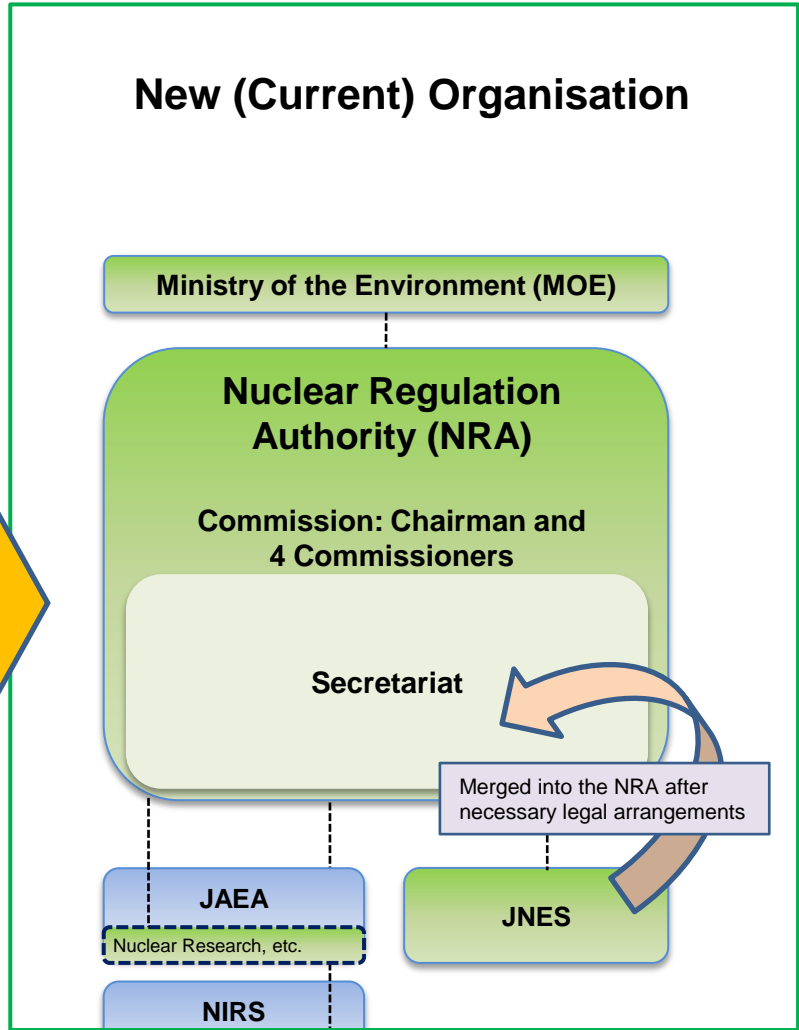 New (Current) Organisation
Ministry of the Environment (MOE)
Nuclear Regulation
Authority (NRA)
Commission: Chairman and
4 Commissioners
Secretariat
Merged into the NRA after
necessary legal arrangements
JAEA
Nuclear Research, etc.
JNES
NIRS